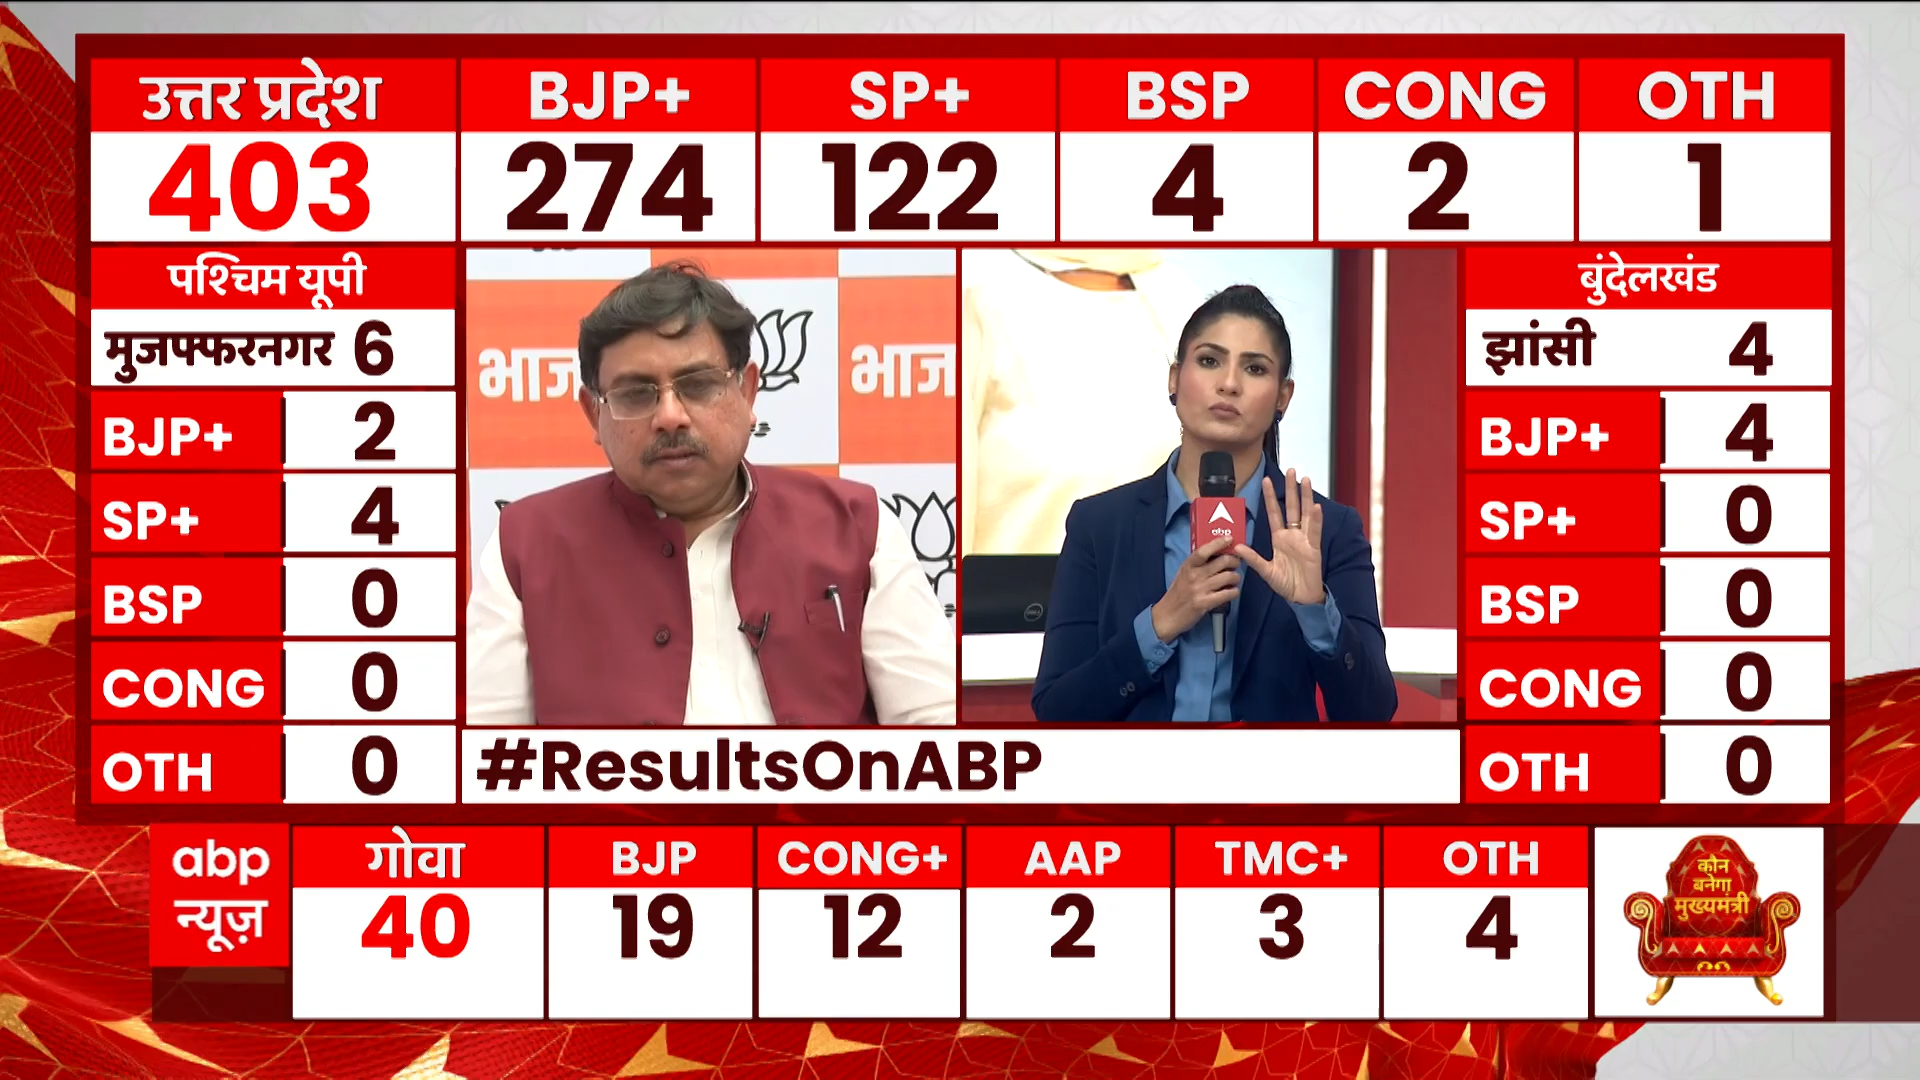 उत्तर प्रदेश BJP+ SP+ BSP CONG OTH
403 274 122 4 2 1
पश्चिम यूपी
मुजफ्फरनगर 6
BJP+ 2
SP+ 4
BSP 0
CONG 0
OTH 0
भाज
भाज
abp
बुंदेलखंड
झांसी 4
BJP+ 4
SP+ 0
BSP 0
CONG 0
OTH 0
#ResultsOnABP
abp
न्यूज़
गोवा BJP CONG+ AAP TMC+ OTH
40 19 12 2 3 4
कौन
बनेगा
मुख्यमंत्री